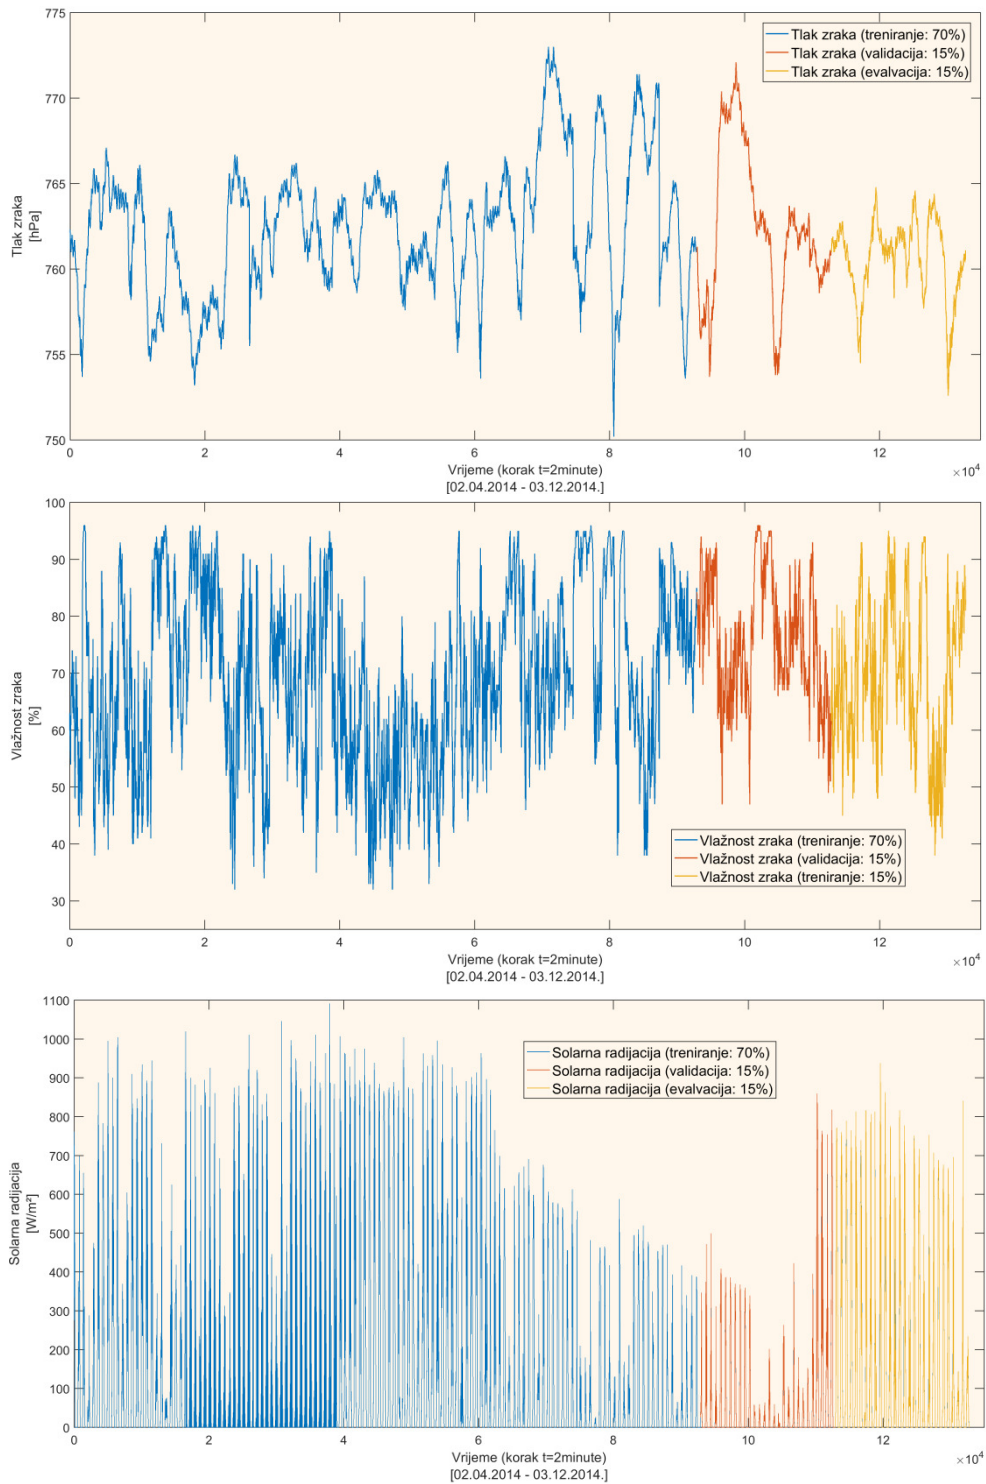 775
770
765
760
755
750
Tlak zraka
[hPa]
Tlak zraka (treniranje: 70%)
Tlak zraka (validacija: 15%)
Tlak zraka (evalvacija: 15%)
0 2 4 6 8 10 12
×10⁴
Vrijeme (korak t=2minute)
[02.04.2014 - 03.12.2014.]
100
90
80
70
60
50
40
30
Vlažnost zraka
[%]
Vlažnost zraka (treniranje: 70%)
Vlažnost zraka (validacija: 15%)
Vlažnost zraka (treniranje: 15%)
0 2 4 6 8 10 12
×10⁴
Vrijeme (korak t=2minute)
[02.04.2014 - 03.12.2014.]
1100
1000
900
800
700
600
500
400
300
200
100
0
Solarna radijacija
[W/m²]
Solarna radijacija (treniranje: 70%)
Solarna radijacija (validacija: 15%)
Solarna radijacija (evalvacija: 15%)
0 2 4 6 8 10 12
×10⁴
Vrijeme (korak t=2minute)
[02.04.2014 - 03.12.2014.]